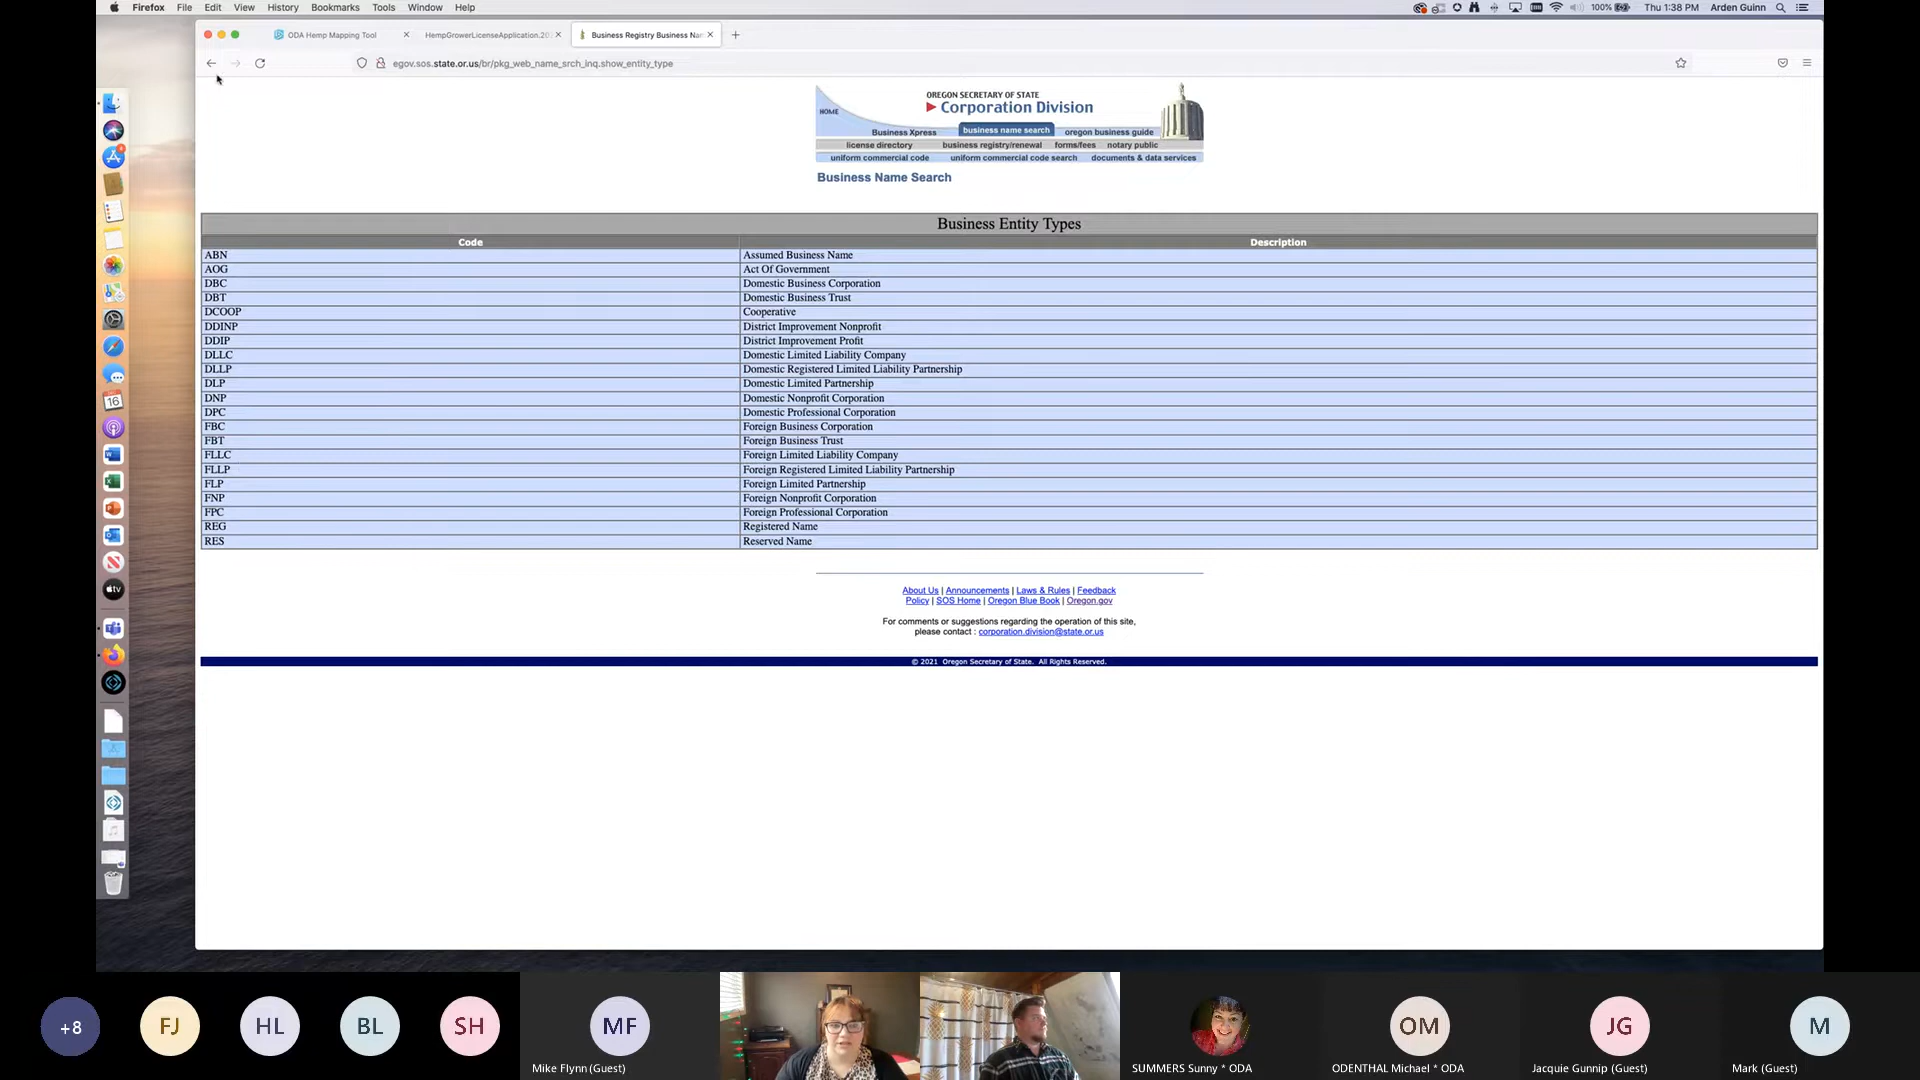 Firefox File Edit View History Bookmarks Tools Window Help
100% Thu 1:38 PM Arden Guinn
ODA Hemp Mapping Tool
HempGrowerLicenseApplication.20
Business Registry Business Na
egov.sos.state.or.us/br/pkg_web_name_srch_inq.show_entity_type
OREGON SECRETARY OF STATE
HOME
Corporation Division
Business Xpress business name search oregon business guide
license directory business registry/renewal forms/fees notary public
uniform commercial code uniform commercial code search documents & data services
Business Name Search
Business Entity Types
Code Description
ABN Assumed Business Name
AOG Act Of Government
DBC Domestic Business Corporation
DBT Domestic Business Trust
DCOOP Cooperative
DDINP District Improvement Nonprofit
DDIP District Improvement Profit
DLLC Domestic Limited Liability Company
DLLP Domestic Registered Limited Liability Partnership
DLP Domestic Limited Partnership
DNP Domestic Nonprofit Corporation
DPC Domestic Professional Corporation
FBC Foreign Business Corporation
FBT Foreign Business Trust
FLLC Foreign Limited Liability Company
FLLP Foreign Registered Limited Liability Partnership
FLP Foreign Limited Partnership
FNP Foreign Nonprofit Corporation
FPC Foreign Professional Corporation
REG Registered Name
RES Reserved Name
About Us | Announcements | Laws & Rules | Feedback
Policy | SOS Home | Oregon Blue Book | Oregon.gov
For comments or suggestions regarding the operation of this site,
please contact : corporation.division@state.or.us
© 2021 Oregon Secretary of State. All Rights Reserved.
16
tv
+8
FJ
HL
BL
SH
MF
OM
JG
M
Mike Flynn (Guest)
SUMMERS Sunny * ODA
ODENTHAL Michael * ODA
Jacquie Gunnip (Guest)
Mark (Guest)